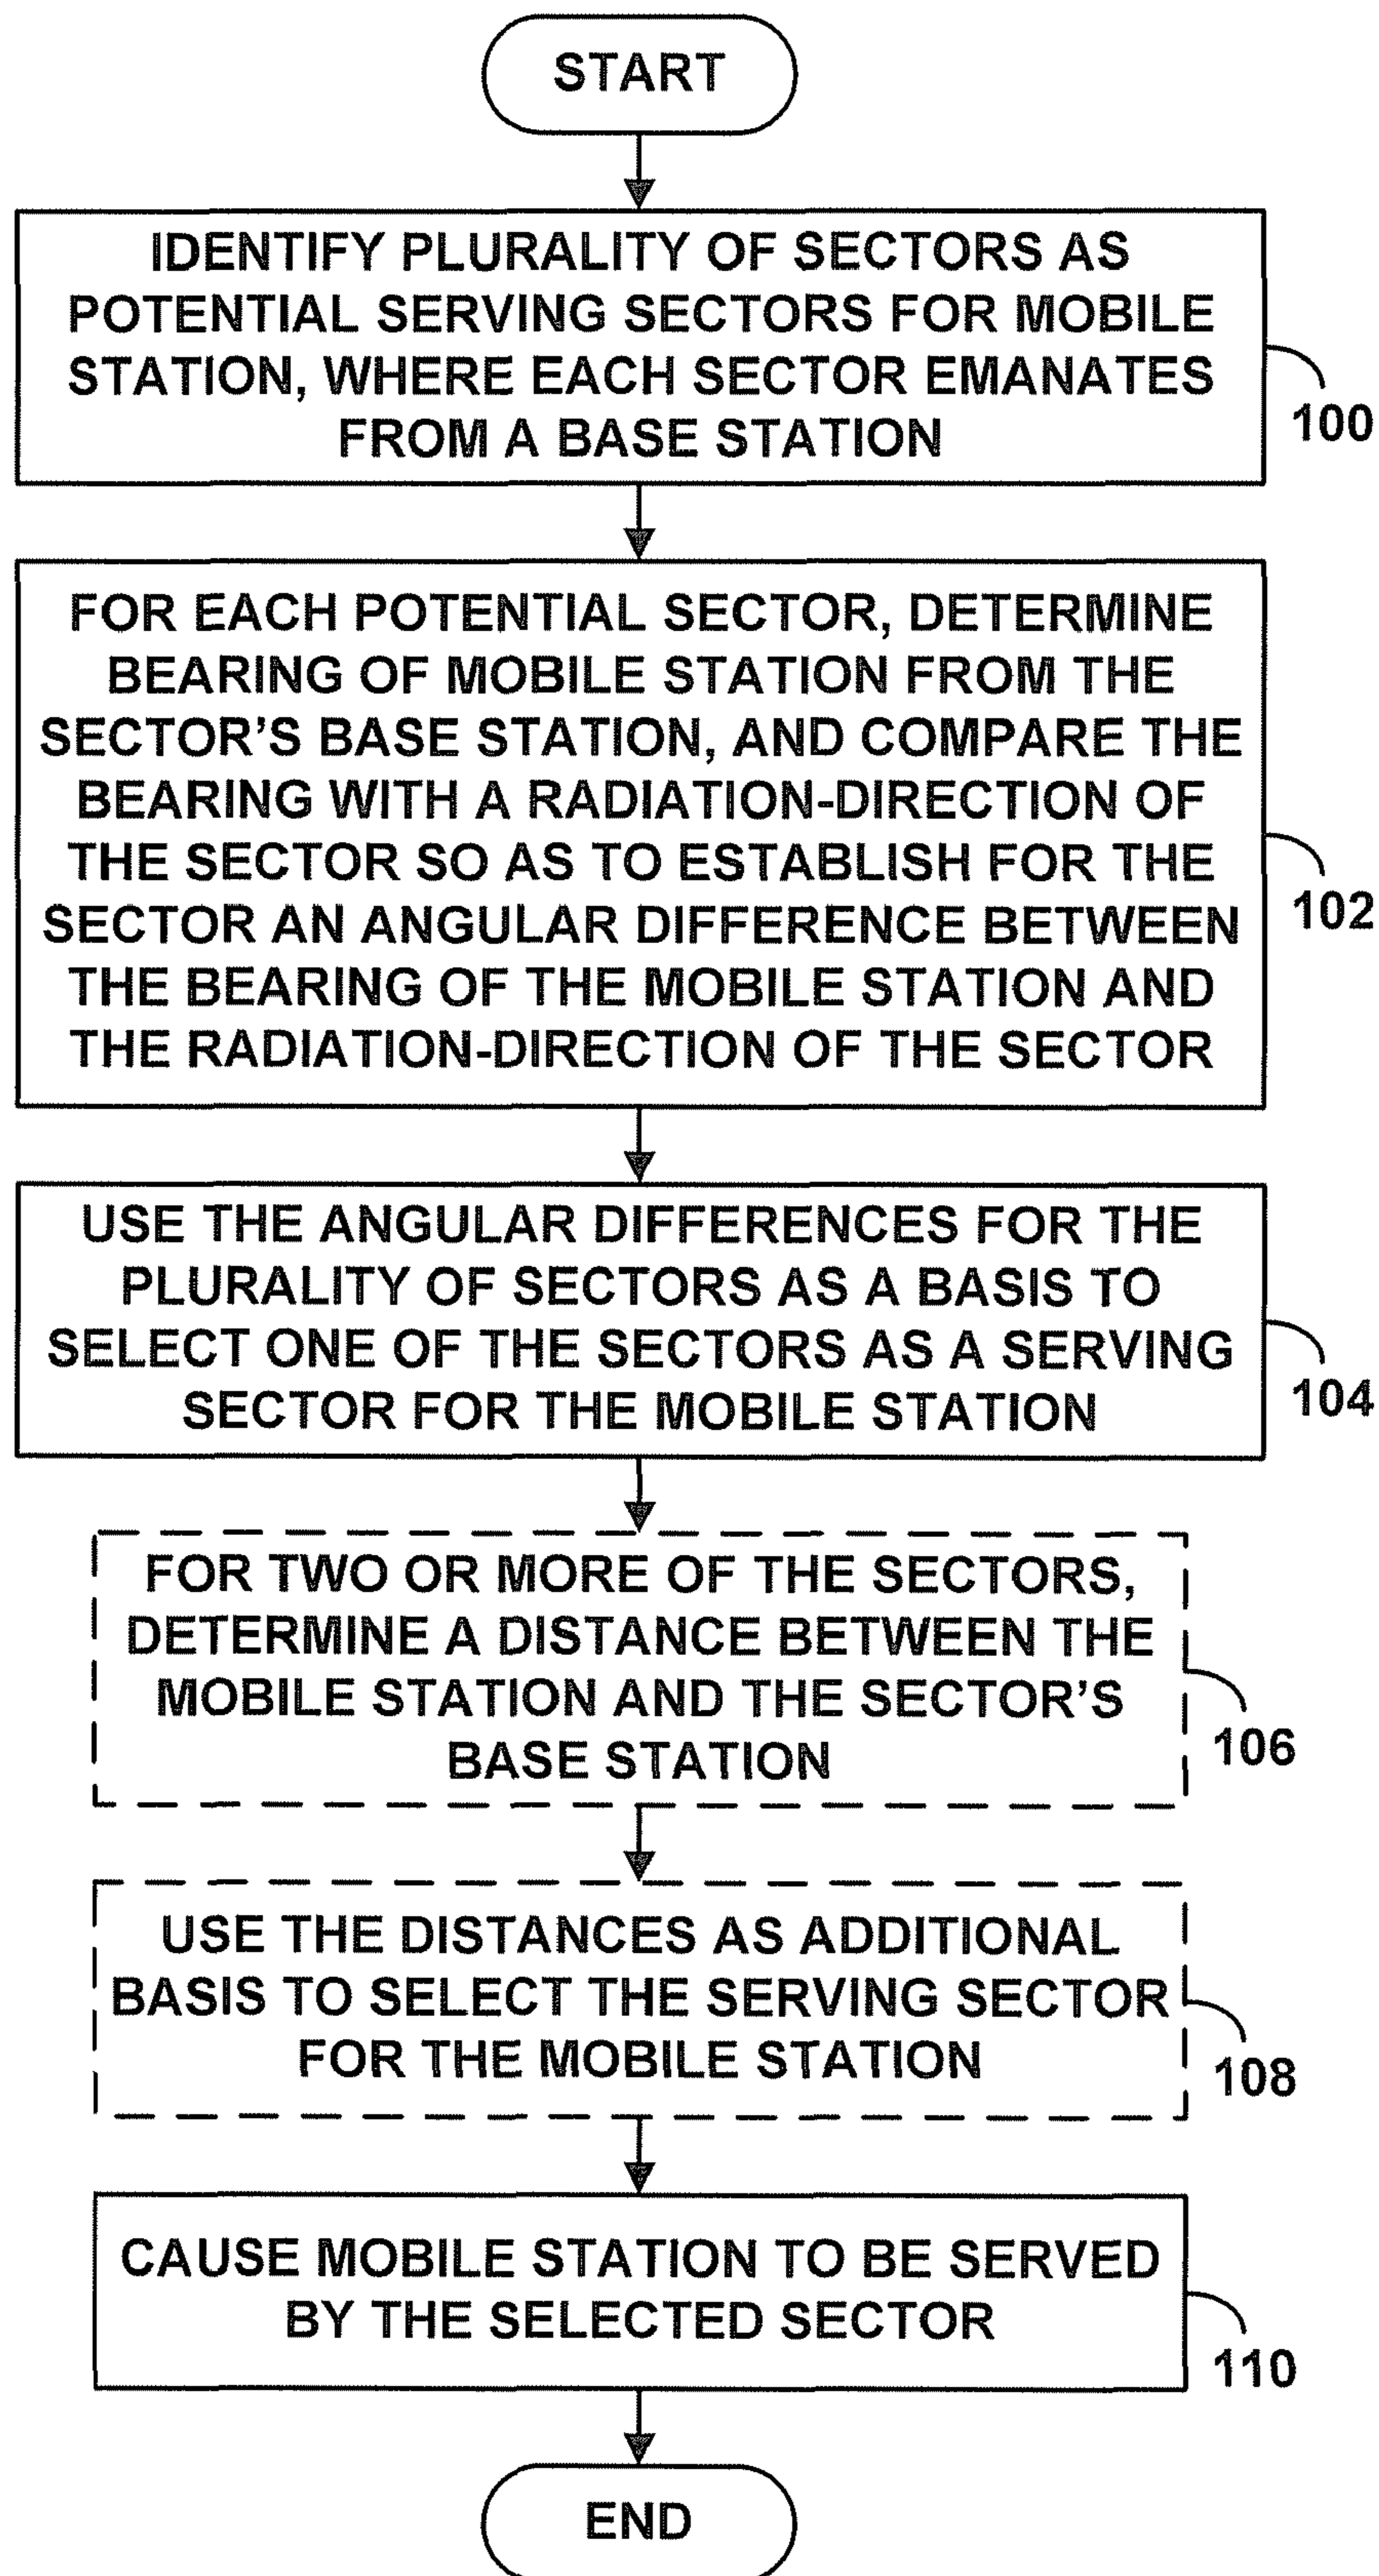 START
IDENTIFY PLURALITY OF SECTORS AS
POTENTIAL SERVING SECTORS FOR MOBILE
STATION, WHERE EACH SECTOR EMANATES
FROM A BASE STATION
100
FOR EACH POTENTIAL SECTOR, DETERMINE
BEARING OF MOBILE STATION FROM THE
SECTOR'S BASE STATION, AND COMPARE THE
BEARING WITH A RADIATION-DIRECTION OF
THE SECTOR SO AS TO ESTABLISH FOR THE
SECTOR AN ANGULAR DIFFERENCE BETWEEN
THE BEARING OF THE MOBILE STATION AND
THE RADIATION-DIRECTION OF THE SECTOR
102
USE THE ANGULAR DIFFERENCES FOR THE
PLURALITY OF SECTORS AS A BASIS TO
SELECT ONE OF THE SECTORS AS A SERVING
SECTOR FOR THE MOBILE STATION
104
FOR TWO OR MORE OF THE SECTORS,
DETERMINE A DISTANCE BETWEEN THE
MOBILE STATION AND THE SECTOR'S
BASE STATION
106
USE THE DISTANCES AS ADDITIONAL
BASIS TO SELECT THE SERVING SECTOR
FOR THE MOBILE STATION
108
CAUSE MOBILE STATION TO BE SERVED
BY THE SELECTED SECTOR
110
END